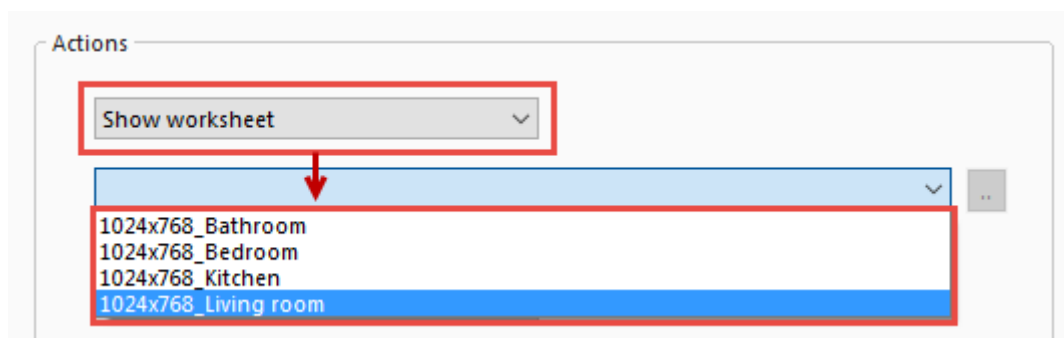 Actions
Show worksheet
..
1024x768_Bathroom
1024x768_Bedroom
1024x768_Kitchen
1024x768_Living room